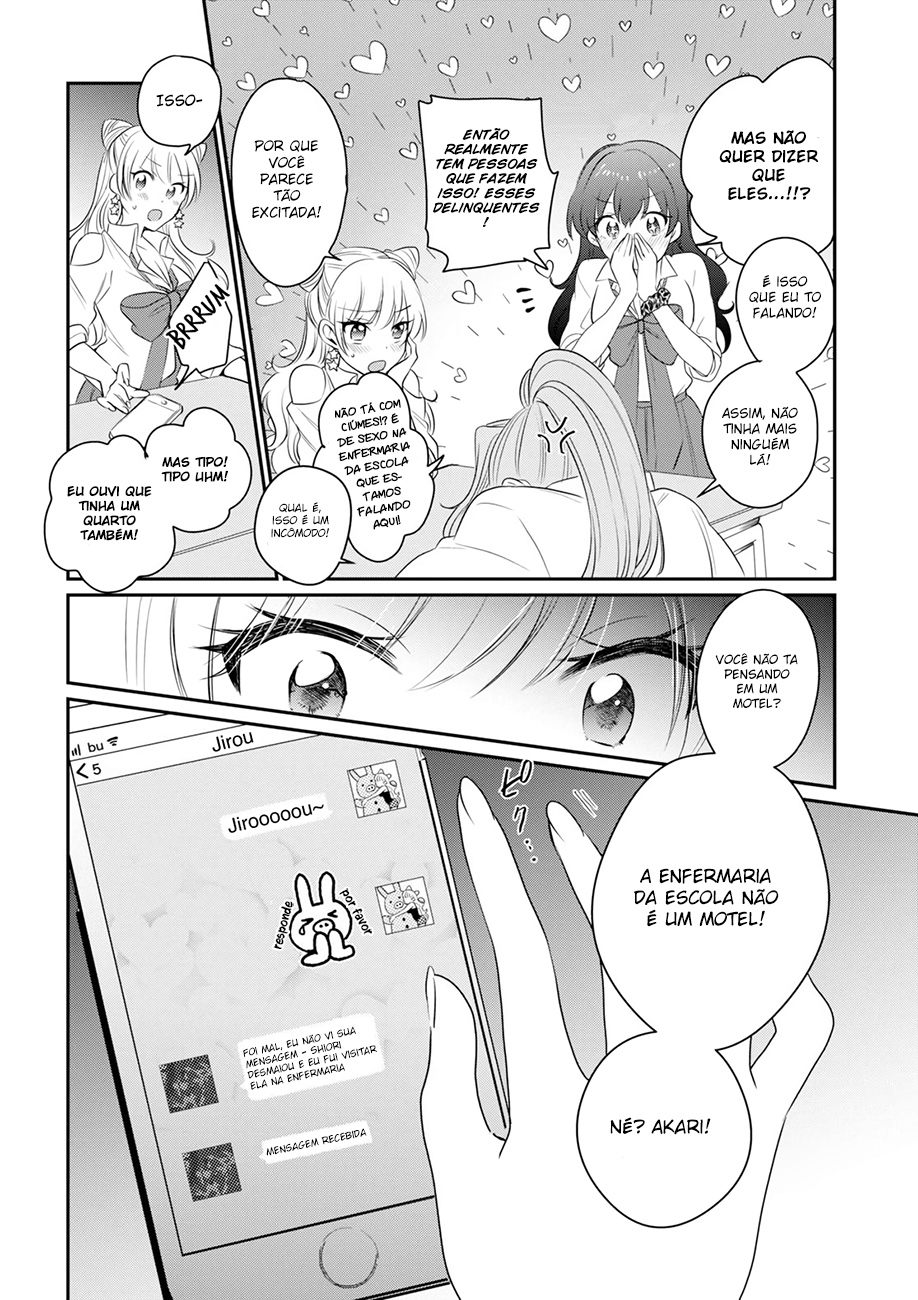 MAS NÃO
QUER DIZER
QUE
ELES...!!?
É ISSO
QUE EU TO
FALANDO!
ASSIM, NÃO
TINHA MAIS
NINGUÉM
LÁ!
ENTÃO
REALMENTE
TEM PESSOAS
QUE FAZEM
ISSO! ESSES
DELINQUENTES
!
POR QUE
VOCÊ
PARECE
TÃO
EXCITADA!
NÃO TÁ COM
CIÚMES!? É
DE SEXO NA
ENFERMARIA
DA ESCOLA
QUE ES-
TAMOS
FALANDO
AQUI!
QUAL É,
ISSO É UM
INCÔMODO!
ISSO-
BRRRUM
MAS TIPO!
TIPO UHM!
EU OUVI QUE
TINHA UM
QUARTO
TAMBÉM!
VOCÊ NÃO TA
PENSANDO
EM UM
MOTEL?
A ENFERMARIA
DA ESCOLA NÃO
É UM MOTEL!
NÉ? AKARI!
ピク...
bu
5
Jirou
Jirooooou~
responde
por favor
FOI MAL, EU NÃO VI SUA
MENSAGEM - SHIORI
DESMAIOU E EU FUI VISITAR
ELA NA ENFERMARIA
MENSAGEM RECEBIDA